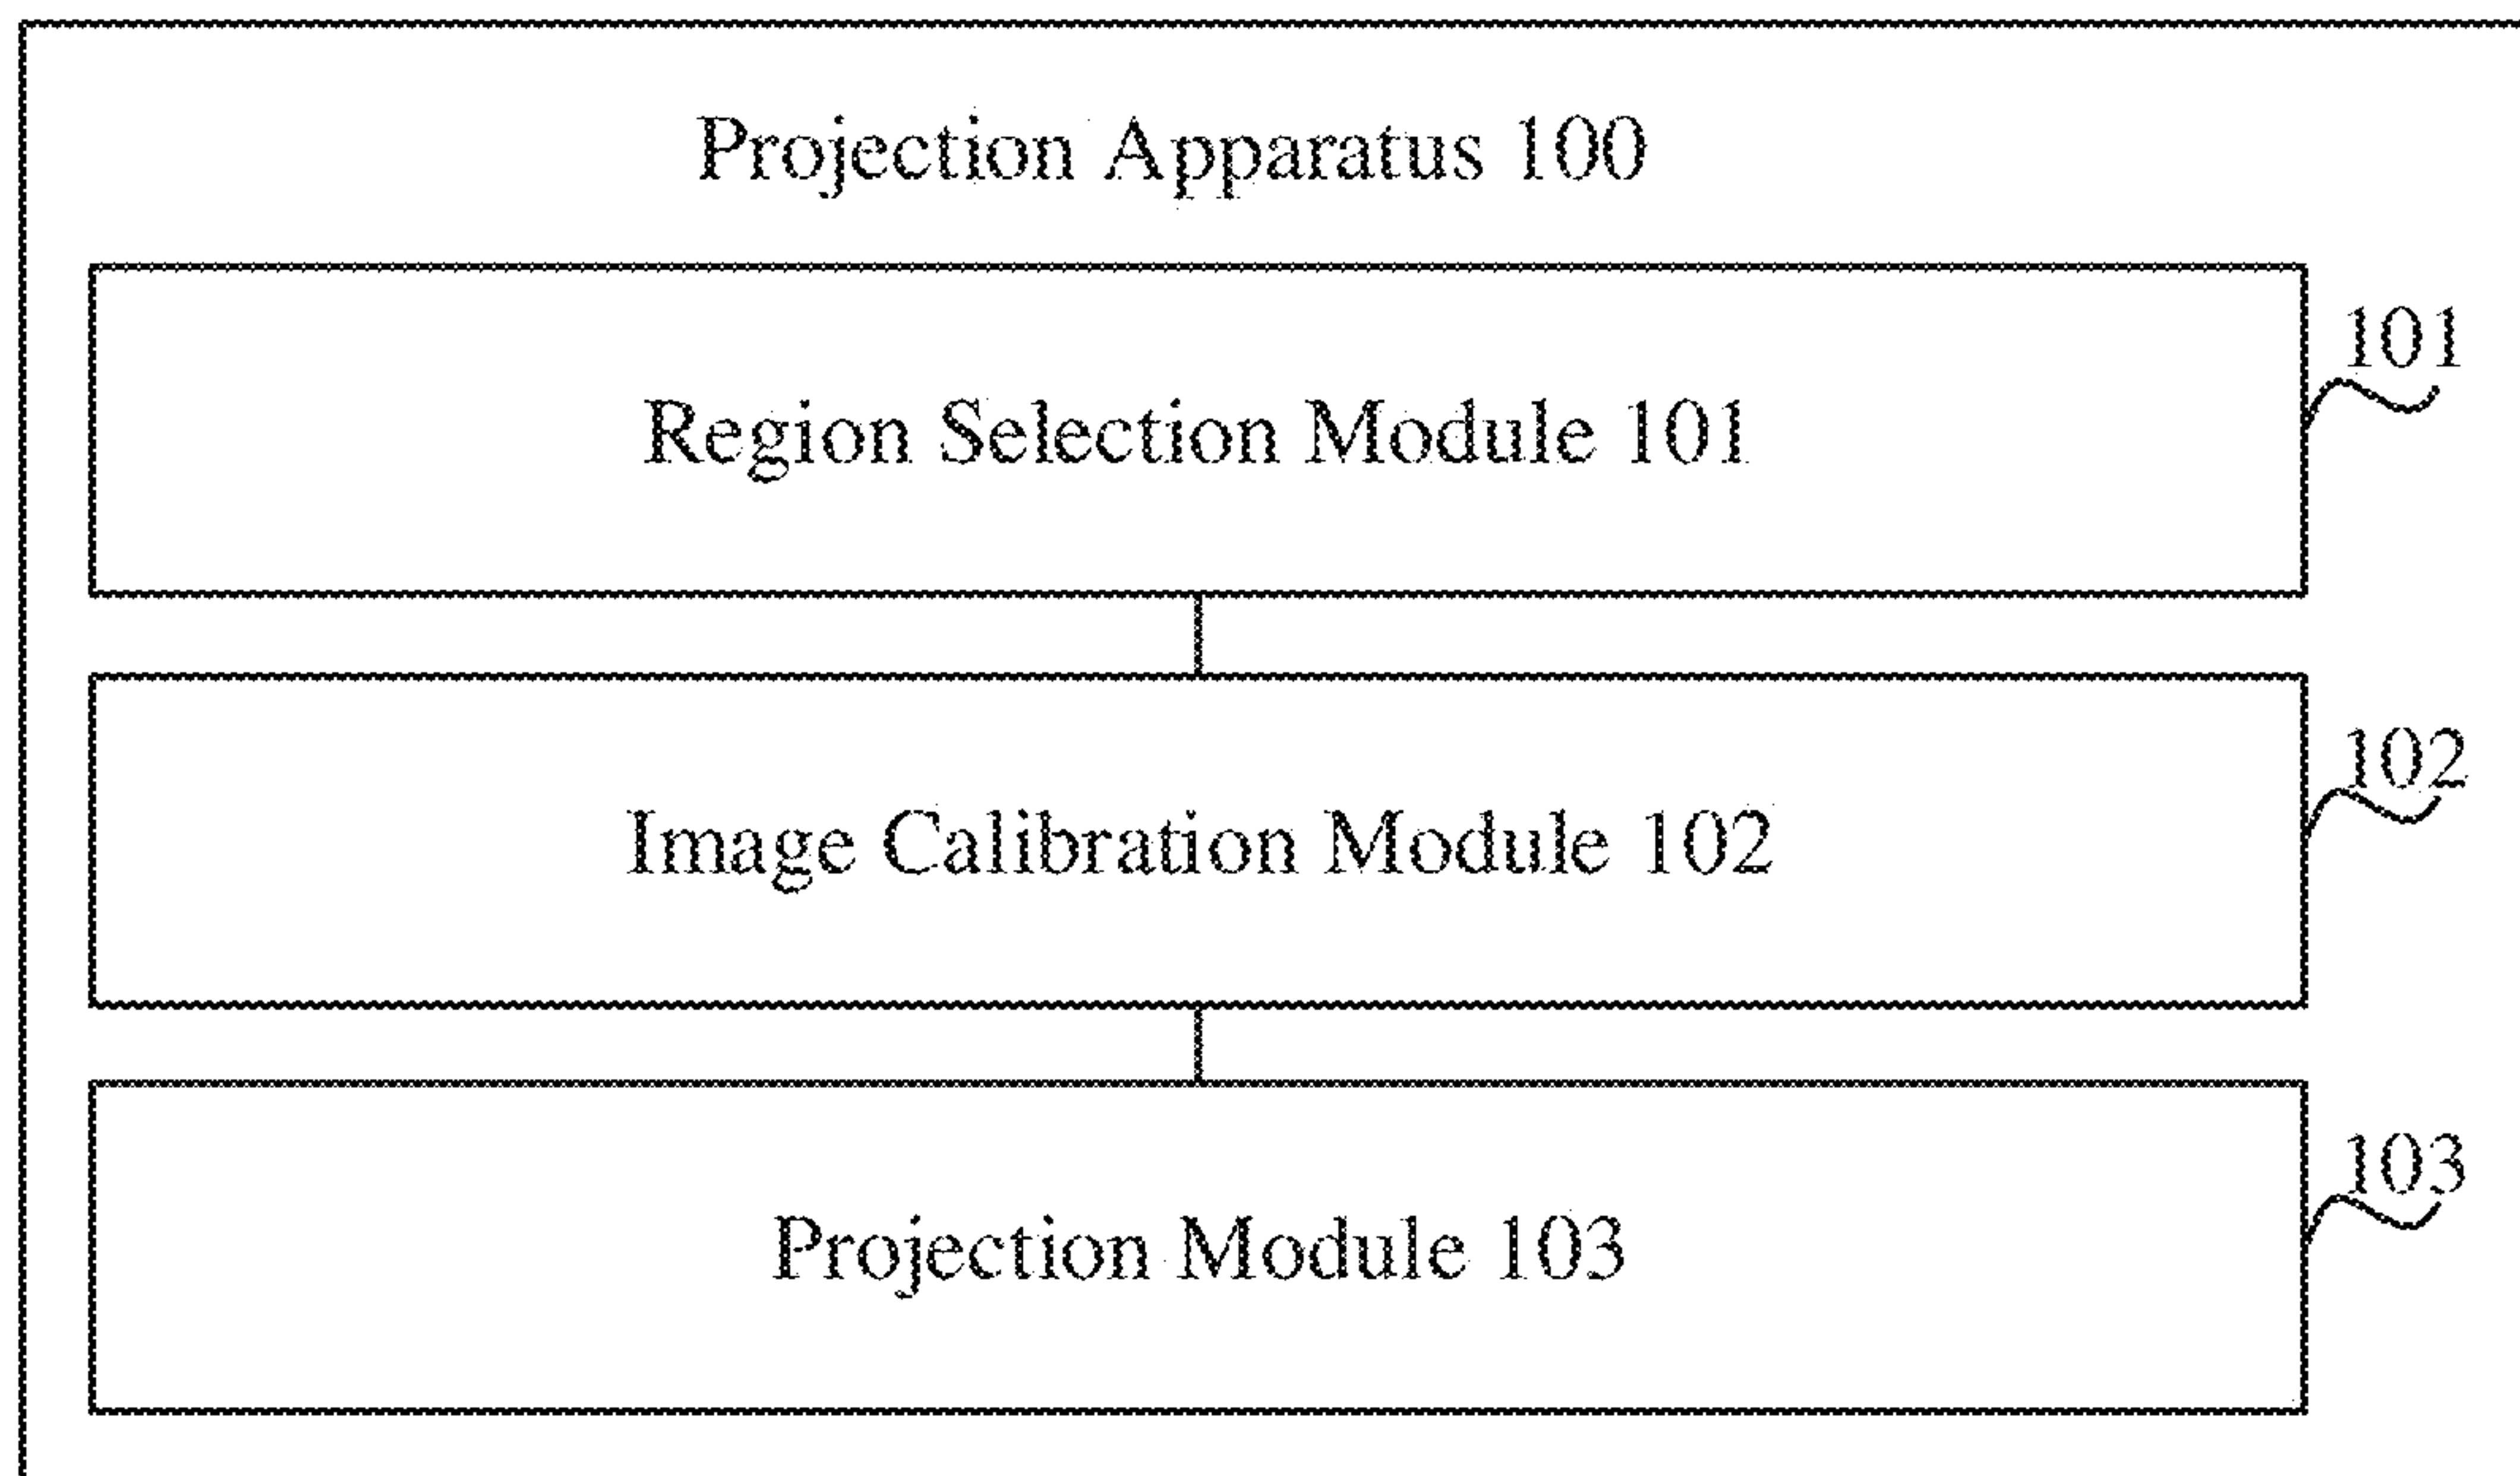 Projection Apparatus 100
101
Region Selection Module 101
102
Image Calibration Module 102
103
Projection Module 103